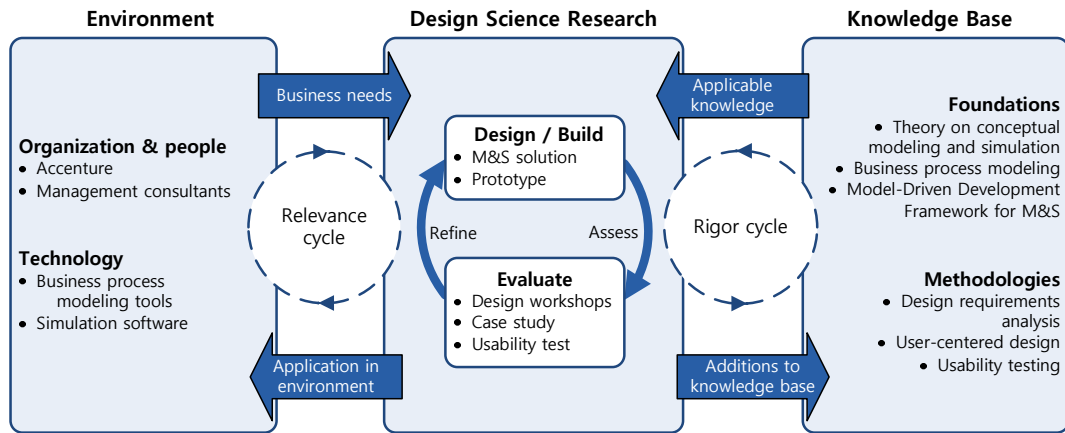 Environment
Design Science Research
Knowledge Base
Business needs
Organization & people
• Accenture
• Management consultants
Technology
• Business process
modeling tools
• Simulation software
Relevance
cycle
Application in
environment
Design / Build
• M&S solution
• Prototype
Refine
Assess
Evaluate
• Design workshops
• Case study
• Usability test
Applicable
knowledge
Rigor cycle
Additions to
knowledge base
Foundations
• Theory on conceptual
modeling and simulation
• Business process modeling
• Model-Driven Development
Framework for M&S
Methodologies
• Design requirements
analysis
• User-centered design
• Usability testing